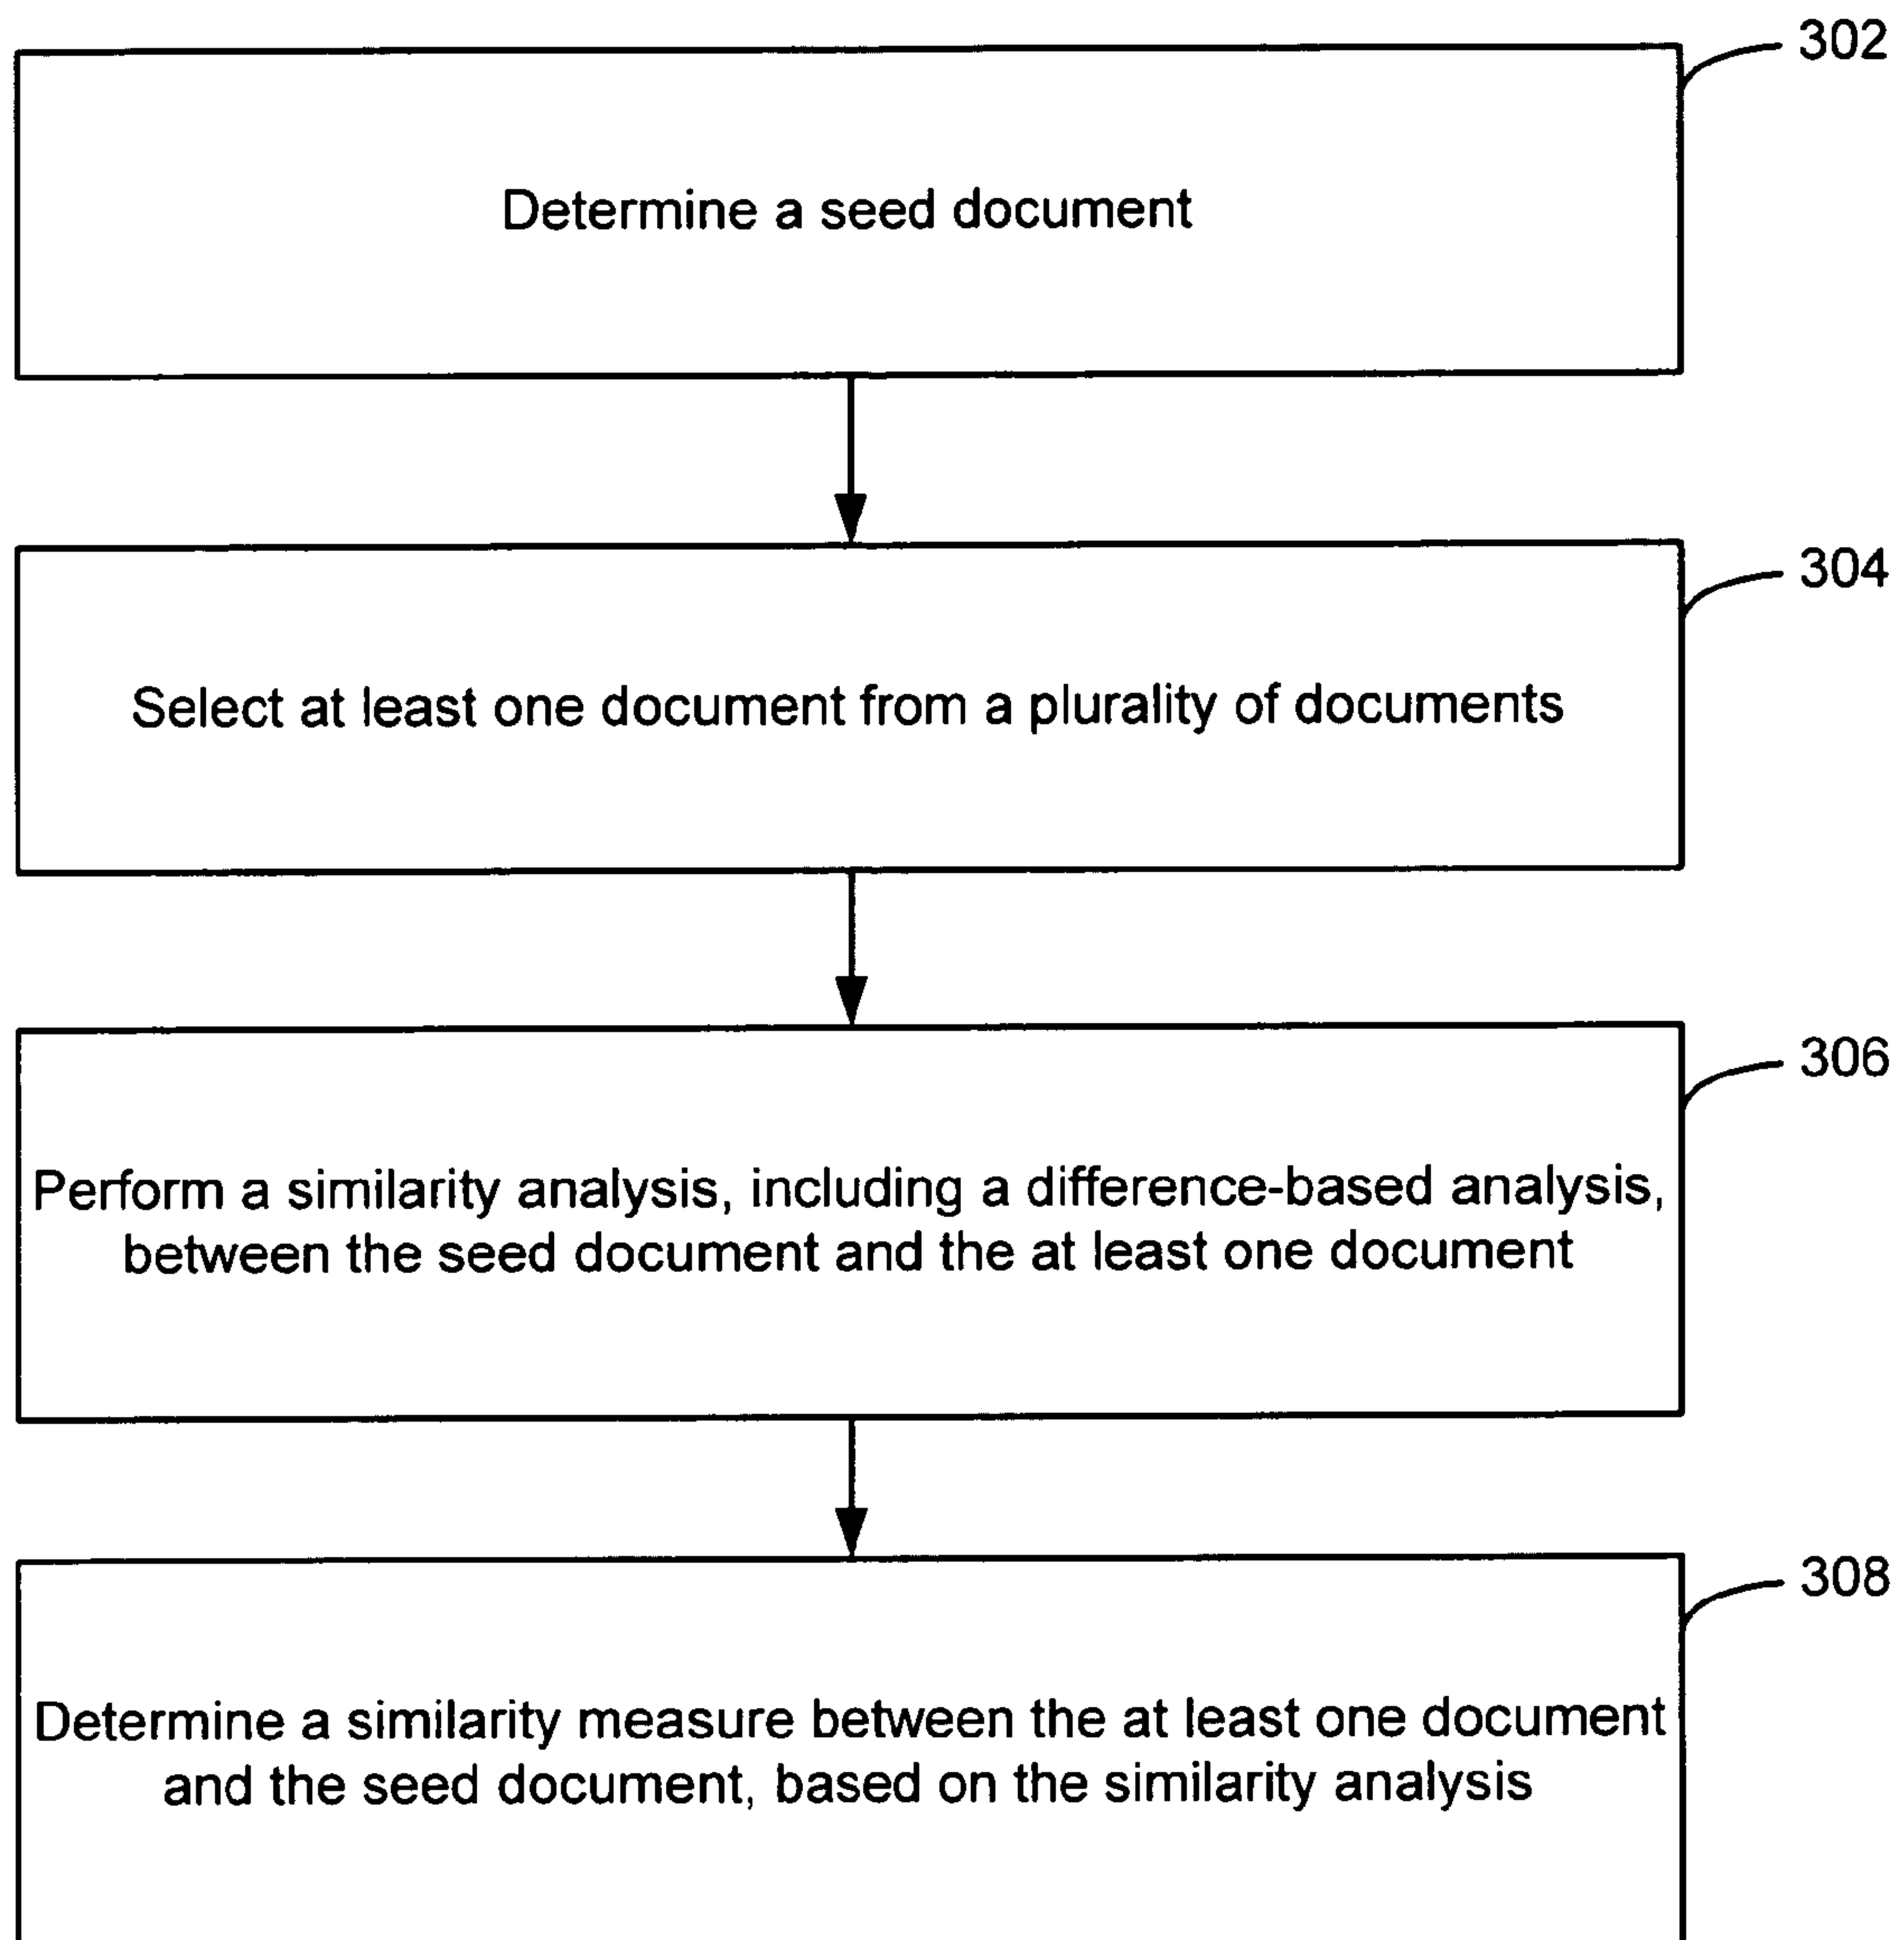 302
Determine a seed document
304
Select at least one document from a plurality of documents
306
Perform a similarity analysis, including a difference-based analysis,
between the seed document and the at least one document
308
Determine a similarity measure between the at least one document
and the seed document, based on the similarity analysis